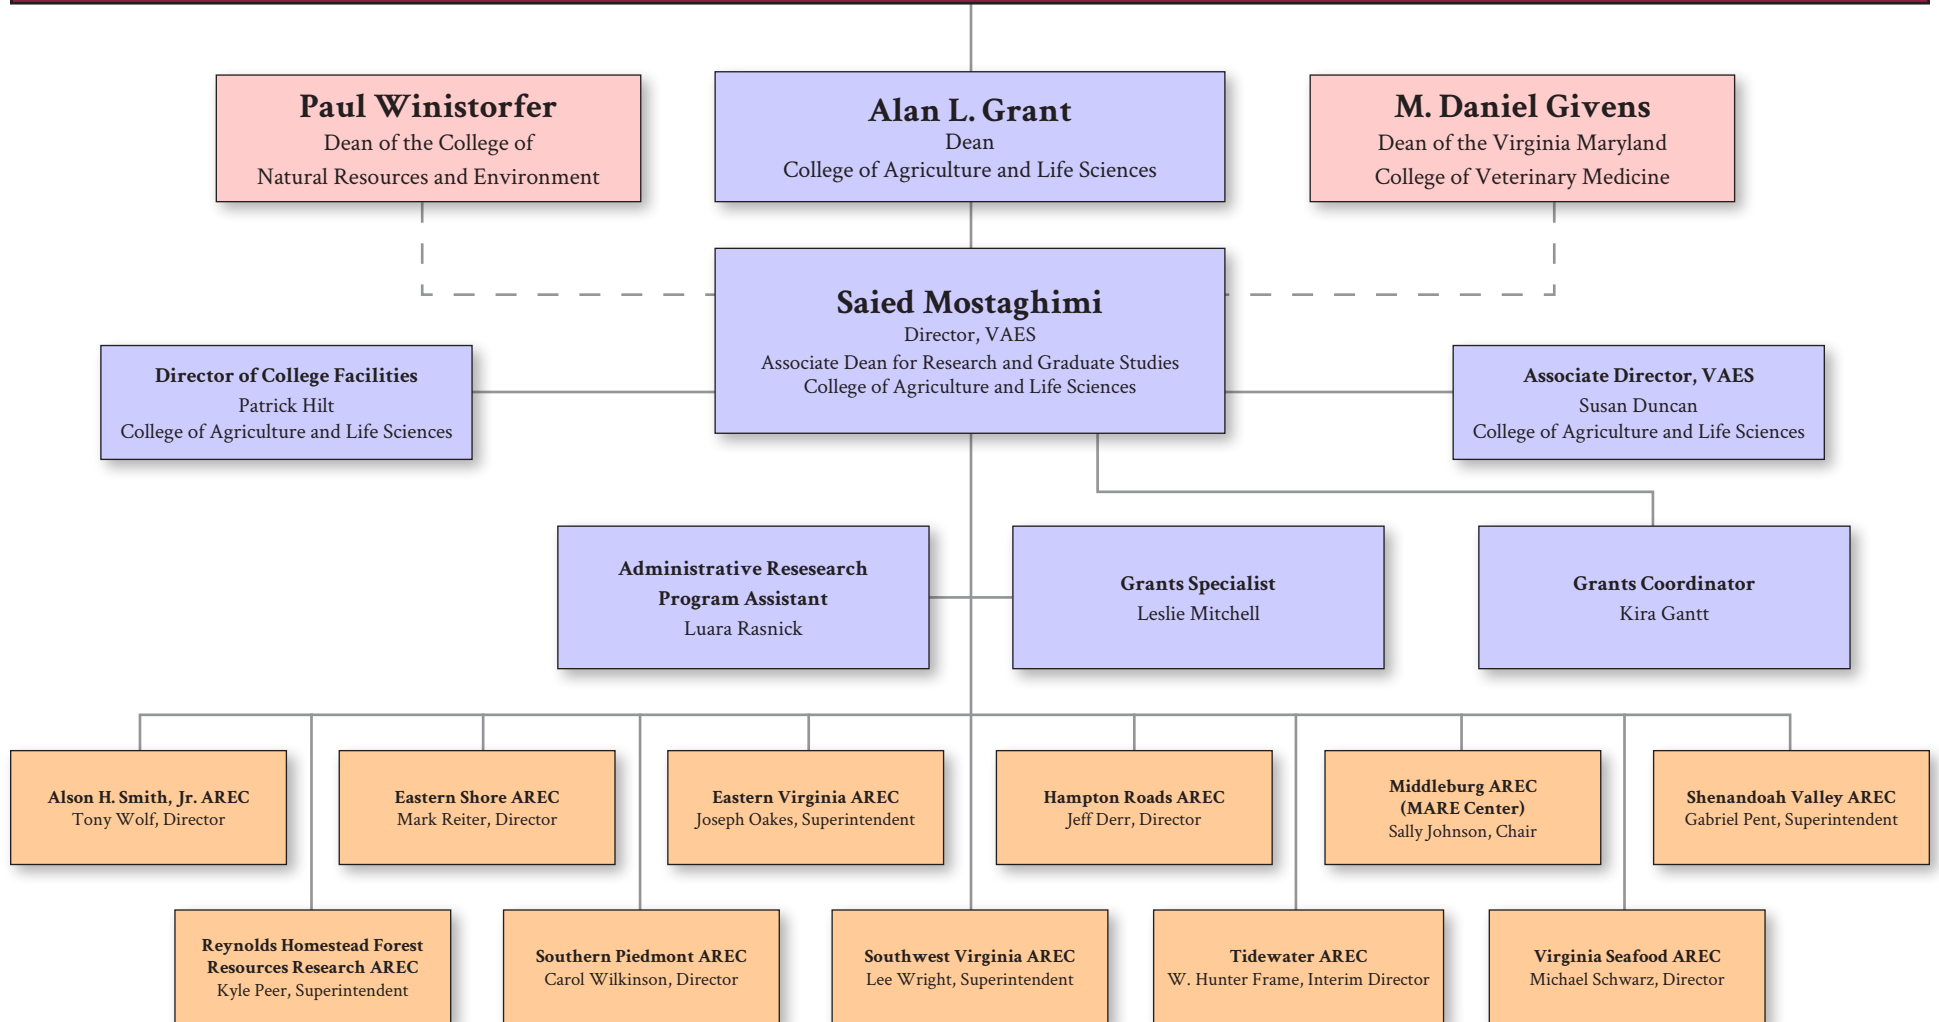 Paul Winistorfer
Dean of the College of
Natural Resources and Environment
Alan L. Grant
Dean
College of Agriculture and Life Sciences
M. Daniel Givens
Dean of the Virginia Maryland
College of Veterinary Medicine
Saied Mostaghimi
Director, VAES
Associate Dean for Research and Graduate Studies
College of Agriculture and Life Sciences
Director of College Facilities
Patrick Hilt
College of Agriculture and Life Sciences
Associate Director, VAES
Susan Duncan
College of Agriculture and Life Sciences
Administrative Resesearch
Program Assistant
Luara Rasnick
Grants Specialist
Leslie Mitchell
Grants Coordinator
Kira Gantt
Alson H. Smith, Jr. AREC
Tony Wolf, Director
Eastern Shore AREC
Mark Reiter, Director
Eastern Virginia AREC
Joseph Oakes, Superintendent
Hampton Roads AREC
Jeff Derr, Director
Middleburg AREC
(MARE Center)
Sally Johnson, Chair
Shenandoah Valley AREC
Gabriel Pent, Superintendent
Reynolds Homestead Forest
Resources Research AREC
Kyle Peer, Superintendent
Southern Piedmont AREC
Carol Wilkinson, Director
Southwest Virginia AREC
Lee Wright, Superintendent
Tidewater AREC
W. Hunter Frame, Interim Director
Virginia Seafood AREC
Michael Schwarz, Director